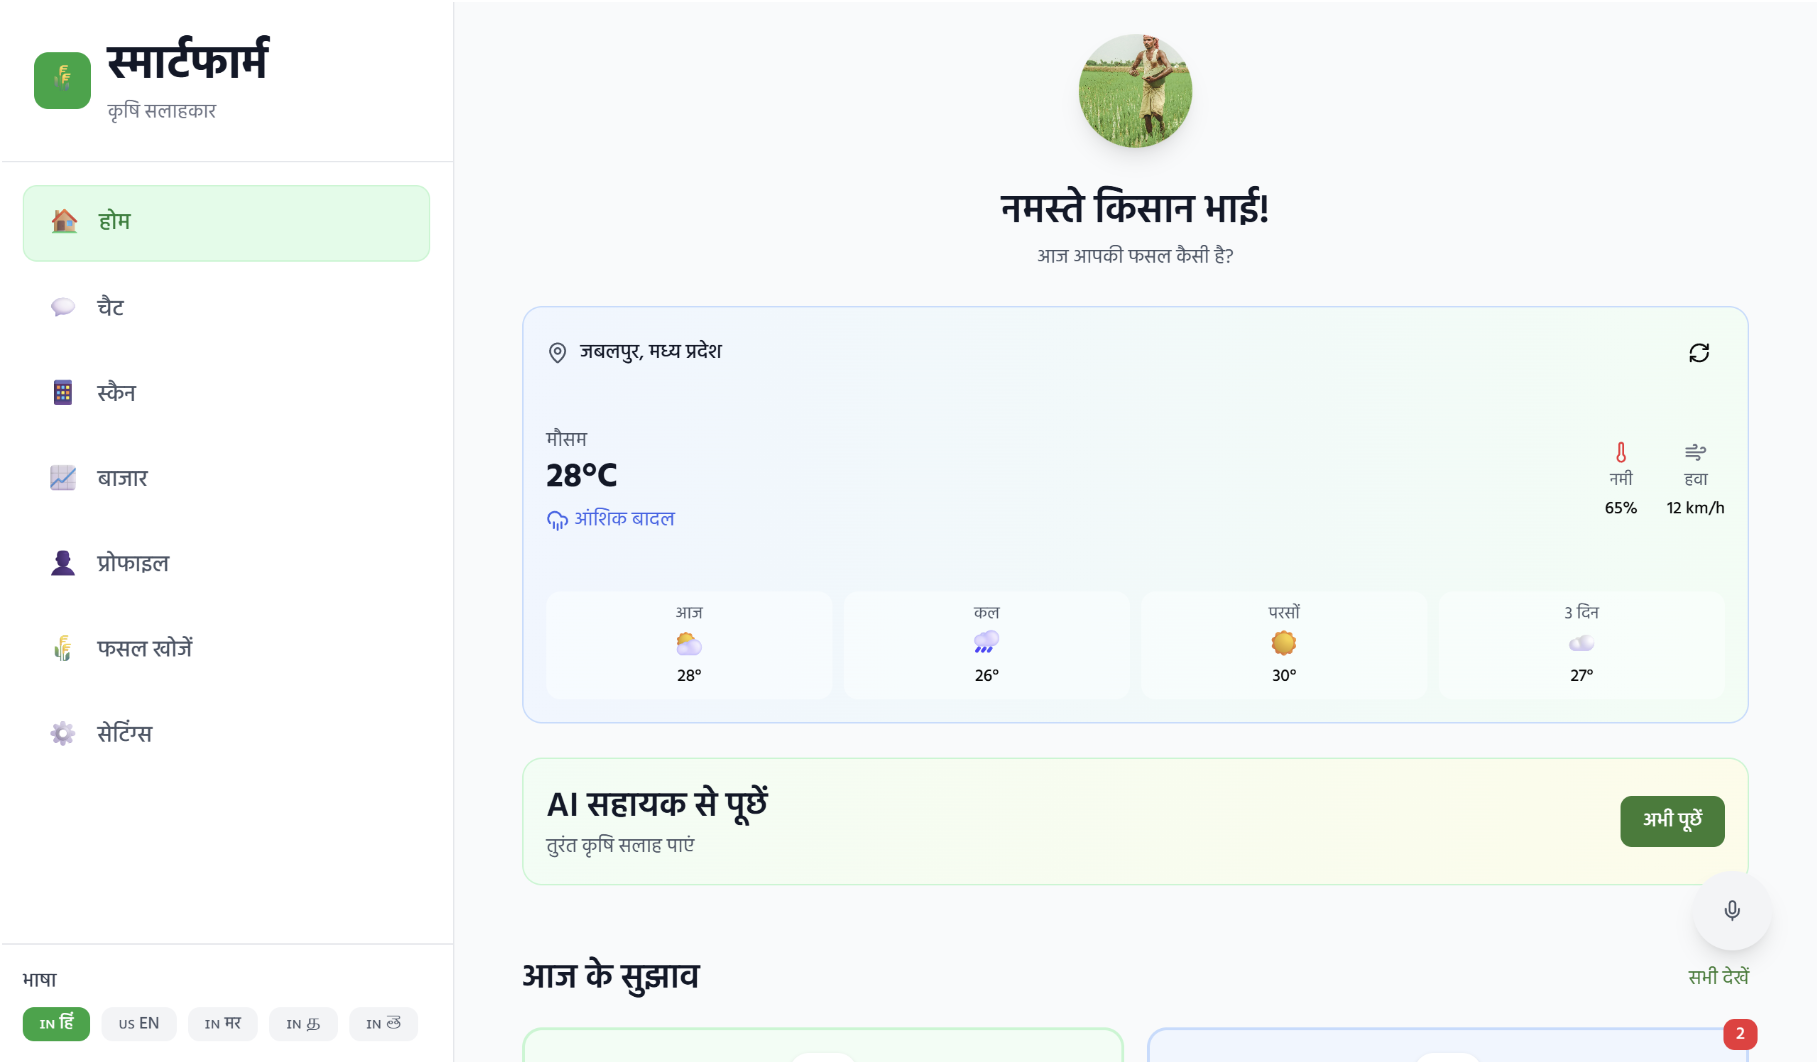 स्मार्टफार्म
कृषि सलाहकार
होम
चैट
स्कैन
बाजार
प्रोफाइल
फसल खोजें
सेटिंग्स
भाषा
IN हिं
US EN
IN मर
IN த
IN తె
नमस्ते किसान भाई!
आज आपकी फसल कैसी है?
जबलपुर, मध्य प्रदेश
मौसम
28°C
आंशिक बादल
नमी
65%
हवा
12 km/h
आज
28°
कल
26°
परसों
30°
3 दिन
27°
AI सहायक से पूछें
तुरंत कृषि सलाह पाएं
अभी पूछें
आज के सुझाव
सभी देखें
2